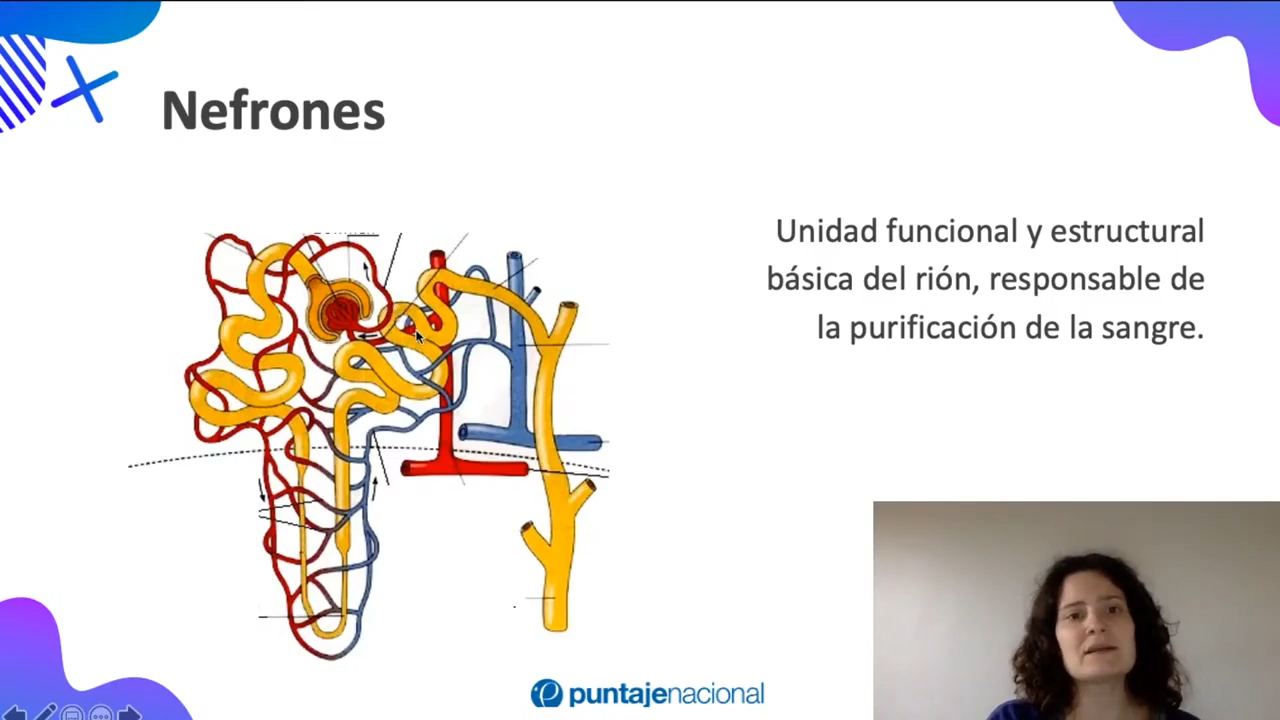 Nefrones
Unidad funcional y estructural
básica del rión, responsable de
la purificación de la sangre.
puntajenacional